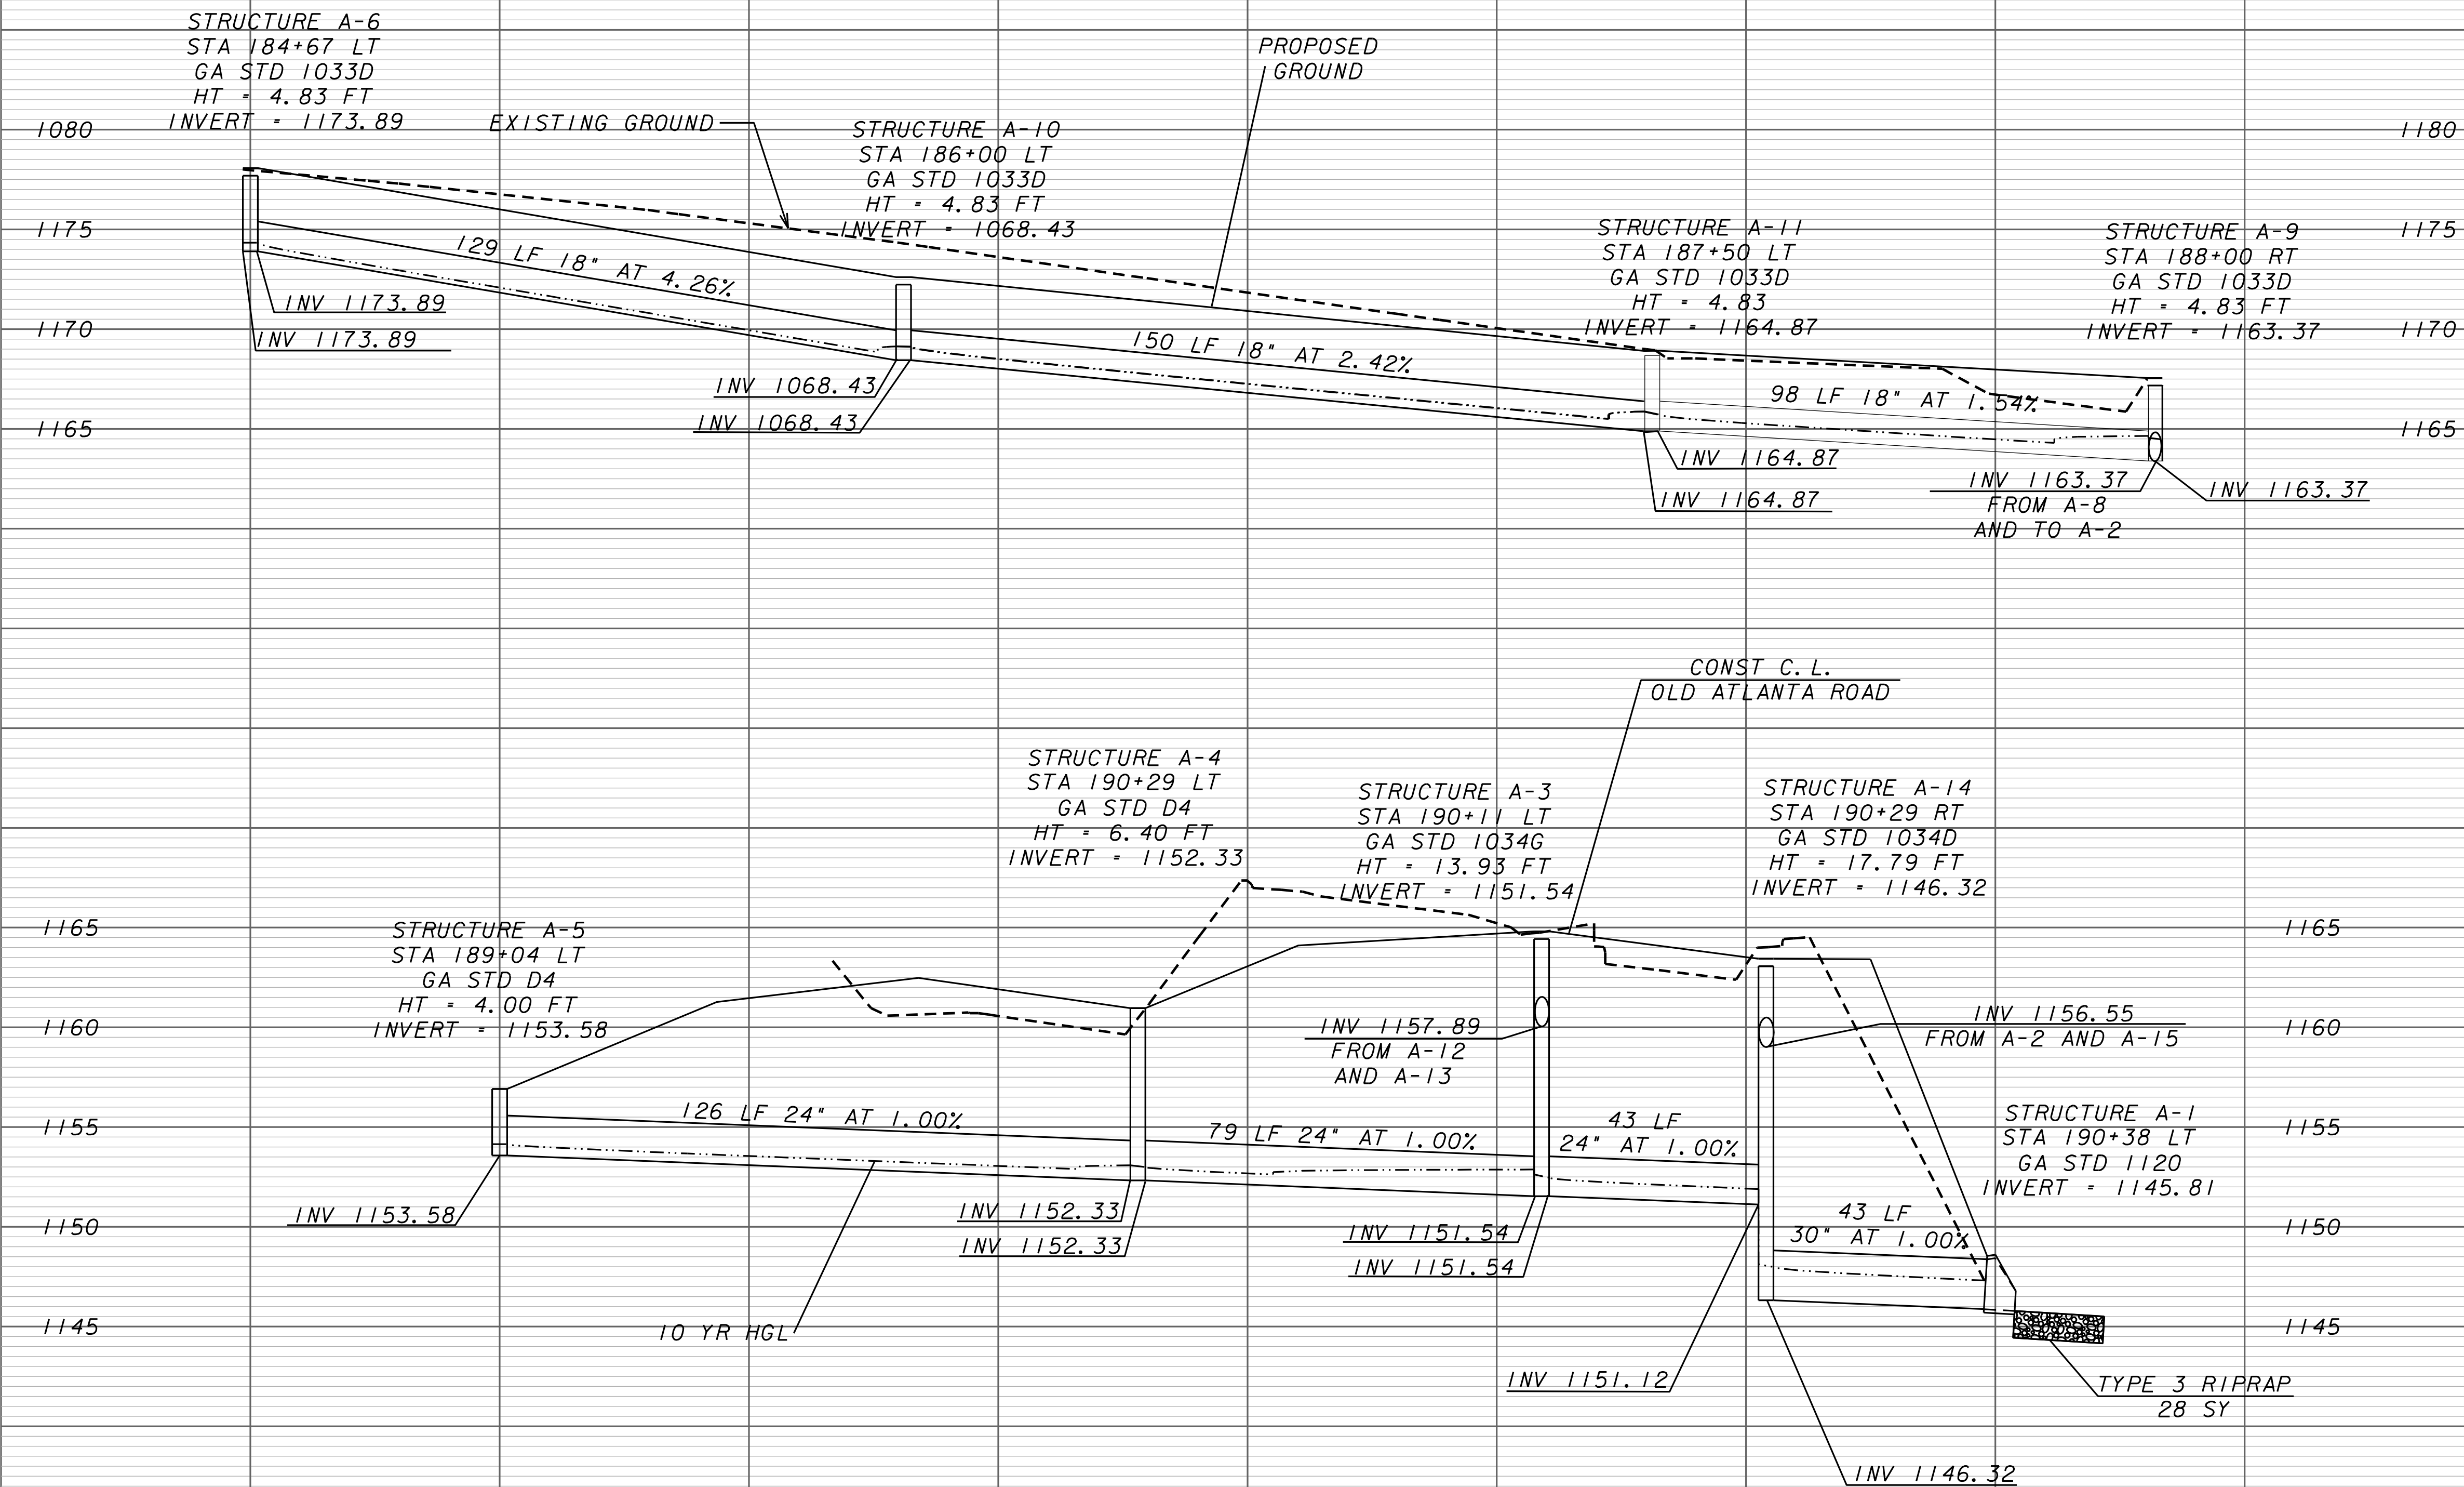 STRUCTURE A-6
STA 184+67 LT
GA STD 1033D
HT = 4.83 FT
INVERT = 1173.89
PROPOSED
GROUND
EXISTING GROUND
STRUCTURE A-10
STA 186+00 LT
GA STD 1033D
HT = 4.83 FT
INVERT = 1068.43
STRUCTURE A-11
STA 187+50 LT
GA STD 1033D
HT = 4.83
INVERT = 1164.87
STRUCTURE A-9
STA 188+00 RT
GA STD 1033D
HT = 4.83 FT
INVERT = 1163.37
1080
1175
1170
1165
1180
1175
1170
1165
129 LF 18" AT 4.26%
150 LF 18" AT 2.42%
98 LF 18" AT 1.54%
INV 1173.89
INV 1173.89
INV 1068.43
INV 1068.43
INV 1164.87
INV 1164.87
INV 1163.37
FROM A-8
AND TO A-2
INV 1163.37
CONST C.L.
OLD ATLANTA ROAD
STRUCTURE A-4
STA 190+29 LT
GA STD D4
HT = 6.40 FT
INVERT = 1152.33
STRUCTURE A-3
STA 190+11 LT
GA STD 1034G
HT = 13.93 FT
INVERT = 1151.54
STRUCTURE A-14
STA 190+29 RT
GA STD 1034D
HT = 17.79 FT
INVERT = 1146.32
STRUCTURE A-5
STA 189+04 LT
GA STD D4
HT = 4.00 FT
INVERT = 1153.58
1165
1160
1155
1150
1145
1165
1160
1155
1150
1145
INV 1157.89
FROM A-12
AND A-13
INV 1156.55
FROM A-2 AND A-15
126 LF 24" AT 1.00%
79 LF 24" AT 1.00%
43 LF
24" AT 1.00%
STRUCTURE A-1
STA 190+38 LT
GA STD 1120
INVERT = 1145.81
43 LF
30" AT 1.00%
INV 1153.58
INV 1152.33
INV 1152.33
INV 1151.54
INV 1151.54
10 YR HGL
INV 1151.12
TYPE 3 RIPRAP
28 SY
INV 1146.32